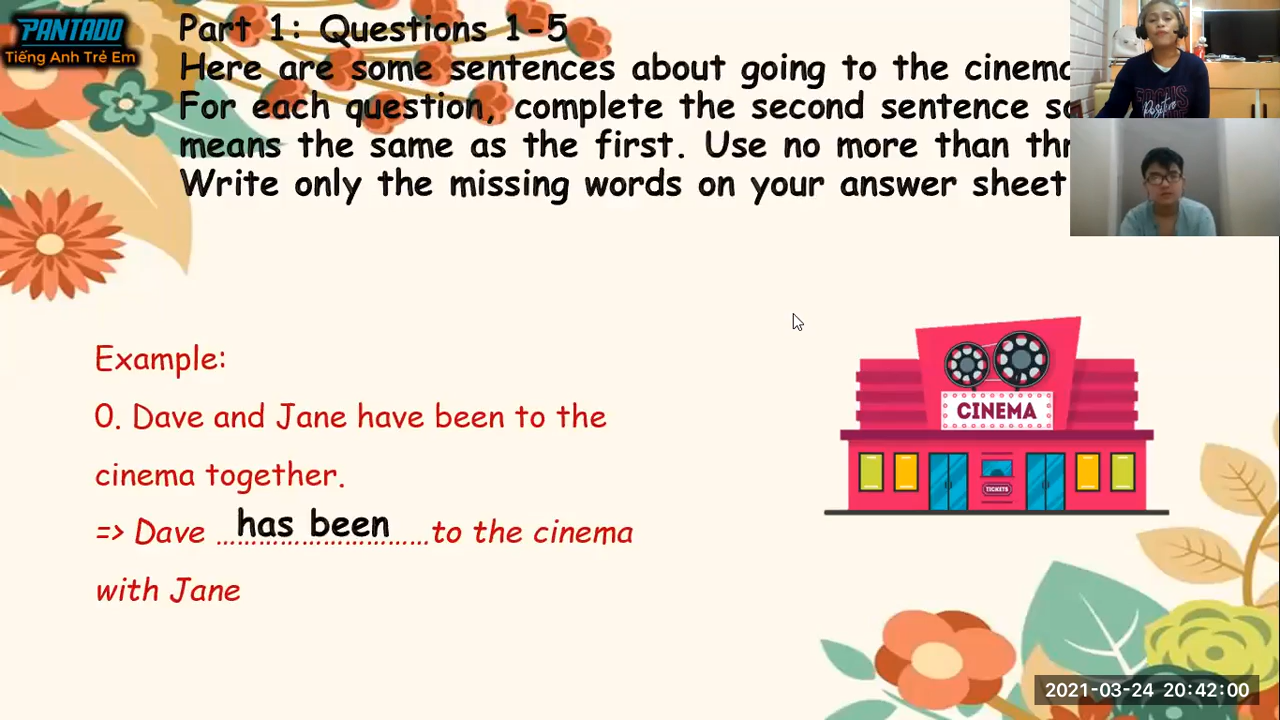 PANTADO
Tiếng Anh Trẻ Em
Part 1: Questions 1-5
Here are some sentences about going to the
For each question, complete the second sentence
means the same as the first. Use no more than
Write only the missing words on your answer sheet
Example:
0. Dave and Jane have been to the
cinema together.
=> Dave ... has been ... to the cinema
with Jane
CINEMA
TICKETS
Positive
2021-03-24 20:42:00